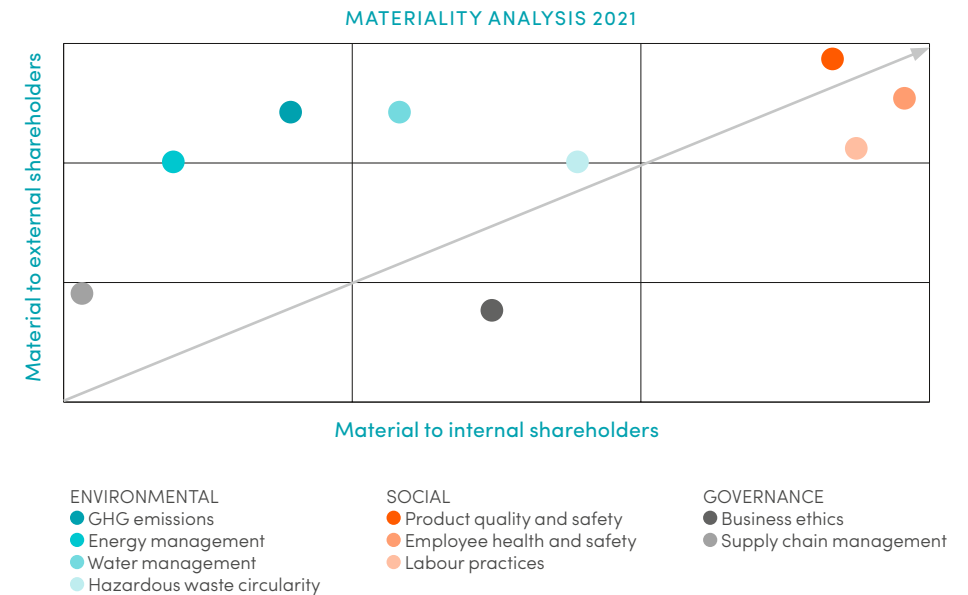 MATERIALITY ANALYSIS 2021
Material to external shareholders
Material to internal shareholders
ENVIRONMENTAL
GHG emissions
Energy management
Water management
Hazardous waste circularity
SOCIAL
Product quality and safety
Employee health and safety
Labour practices
GOVERNANCE
Business ethics
Supply chain management